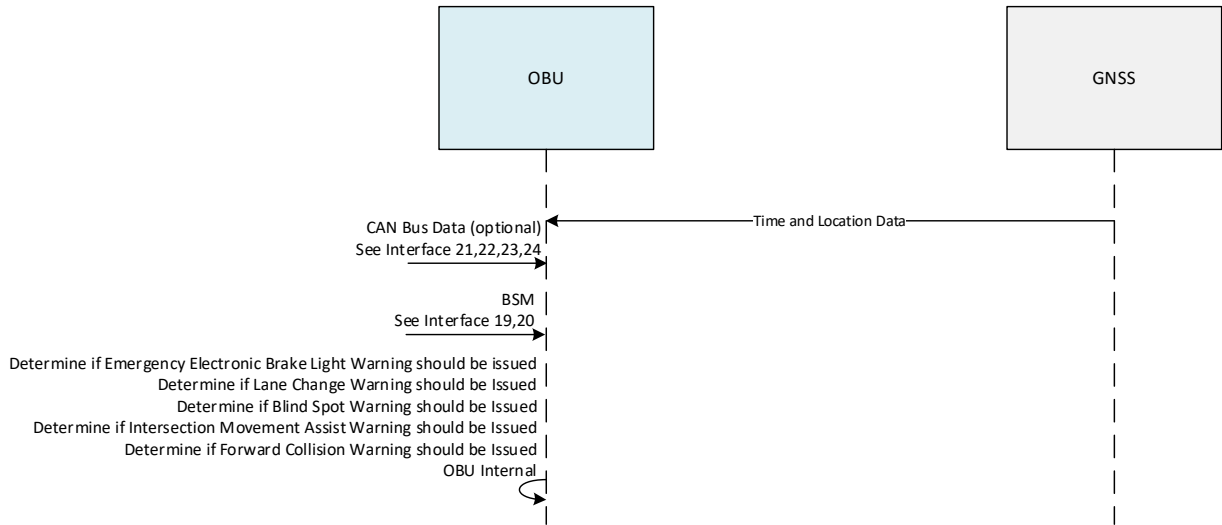 OBU
GNSS
Time and Location Data
CAN Bus Data (optional)
See Interface 21,22,23,24
BSM
See Interface 19,20
Determine if Emergency Electronic Brake Light Warning should be issued
Determine if Lane Change Warning should be Issued
Determine if Blind Spot Warning should be Issued
Determine if Intersection Movement Assist Warning should be Issued
Determine if Forward Collision Warning should be Issued
OBU Internal